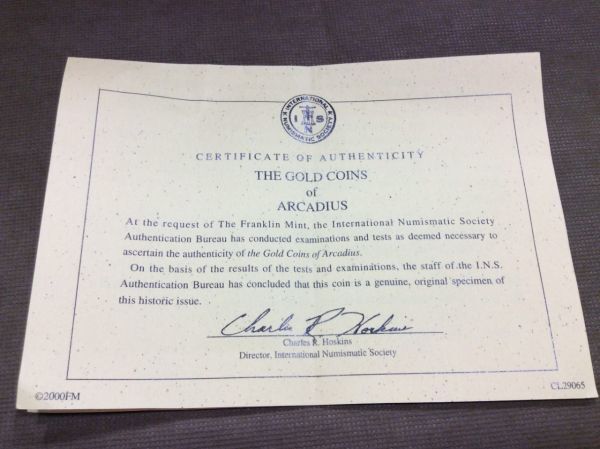 INTERNATIONAL
I N S
NUMISMATIC SOCIETY
CERTIFICATE OF AUTHENTICITY
THE GOLD COINS
of
ARCADIUS
At the request of The Franklin Mint, the International Numismatic Society
Authentication Bureau has conducted examinations and tests as deemed necessary to
ascertain the authenticity of the Gold Coins of Arcadius.
On the basis of the results of the tests and examinations, the staff of the I.N.S.
Authentication Bureau has concluded that this coin is a genuine, original specimen of
this historic issue.
Charles R Hoskins
Charles R. Hoskins
Director, International Numismatic Society
©2000FM
CL29065